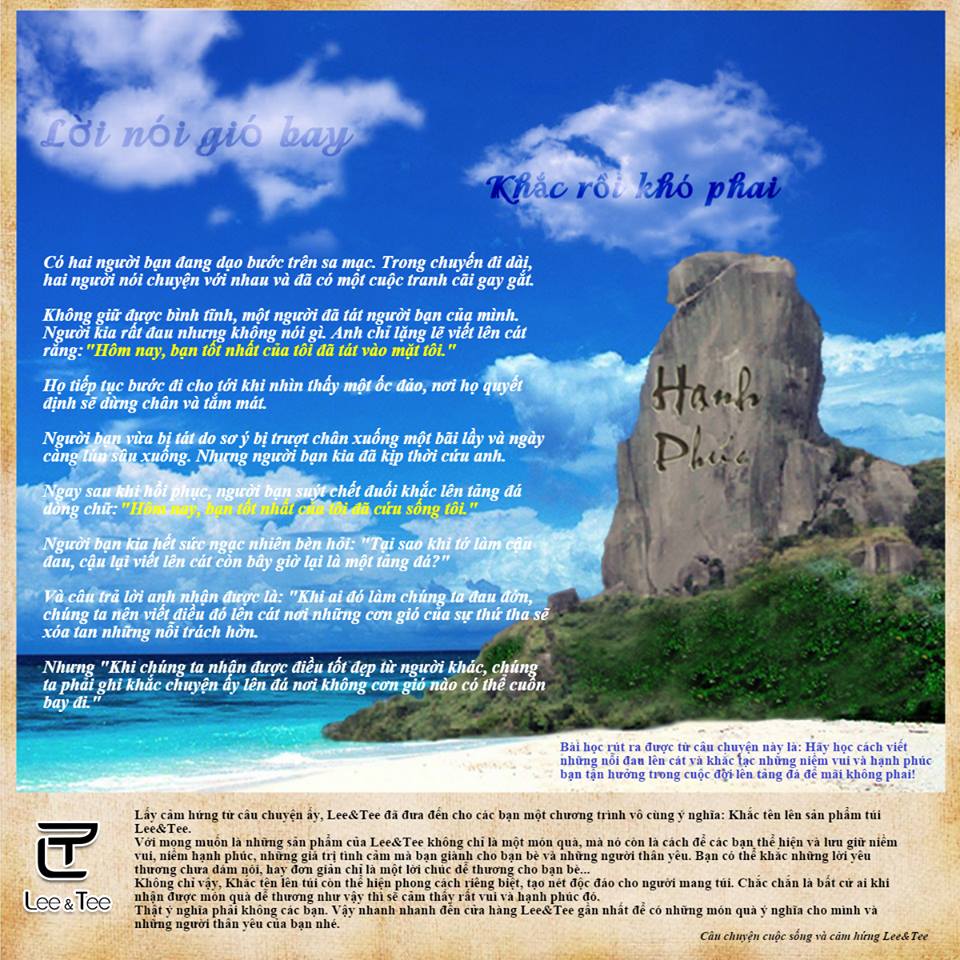 Lời nói gió bay
Khắc rồi khó phai
Có hai người bạn đang dạo bước trên sa mạc. Trong chuyến đi dài,
hai người nói chuyện với nhau và đã có một cuộc tranh cãi gay gắt.
Không giữ được bình tĩnh, một người đã tát người bạn của mình.
Người kia rất đau nhưng không nói gì. Anh chỉ lặng lẽ viết lên cát
rằng: "Hôm nay, bạn tốt nhất của tôi đã tát vào mặt tôi."
Họ tiếp tục bước đi cho tới khi nhìn thấy một ốc đảo, nơi họ quyết
định sẽ dừng chân và tắm mát.
Người bạn vừa bị tát do sơ ý bị trượt chân xuống một bãi lầy và ngày
càng lún sâu xuống. Nhưng người bạn kia đã kịp thời cứu anh.
Ngay sau khi hồi phục, người bạn suýt chết đuối khắc lên tảng đá
dòng chữ: "Hôm nay, bạn tốt nhất của tôi đã cứu sống tôi."
Người bạn kia hết sức ngạc nhiên bèn hỏi: "Tại sao khi tớ làm cậu
đau, cậu lại viết lên cát còn bây giờ lại là một tảng đá?"
Và câu trả lời anh nhận được là: "Khi ai đó làm chúng ta đau đớn,
chúng ta nên viết điều đó lên cát nơi những cơn gió của sự thứ tha sẽ
xóa tan những nỗi trách hờn.
Nhưng "Khi chúng ta nhận được điều tốt đẹp từ người khác, chúng
ta phải ghi khắc chuyện ấy lên đá nơi không cơn gió nào có thể cuốn
bay đi."
Hạnh
Phúc
Bài học rút ra được từ câu chuyện này là: Hãy học cách viết
những nỗi đau lên cát và khắc tạc những niềm vui và hạnh phúc
bạn tận hưởng trong cuộc đời lên tảng đá để mãi không phai!
Lấy cảm hứng từ câu chuyện ấy, Lee&Tee đã đưa đến cho các bạn một chương trình vô cùng ý nghĩa: Khắc tên lên sản phẩm túi
Lee&Tee.
Với mong muốn là những sản phẩm của Lee&Tee không chỉ là một món quà, mà nó còn là cách để các bạn thể hiện và lưu giữ niềm
vui, niềm hạnh phúc, những giá trị tình cảm mà bạn giành cho bạn bè và những người thân yêu. Bạn có thể khắc những lời yêu
thương chưa dám nói, hay đơn giản chỉ là một lời chúc dễ thương cho bạn bè...
Không chỉ vậy, Khắc tên lên túi còn thể hiện phong cách riêng biệt, tạo nét độc đáo cho người mang túi. Chắc chắn là bất cứ ai khi
nhận được món quà dễ thương như vậy thì sẽ cảm thấy rất vui và hạnh phúc đó.
Thật ý nghĩa phải không các bạn. Vậy nhanh nhanh đến cửa hàng Lee&Tee gần nhất để có những món quà ý nghĩa cho mình và
những người thân yêu của bạn nhé.
Lee & Tee
Câu chuyện cuộc sống và cảm hứng Lee&Tee